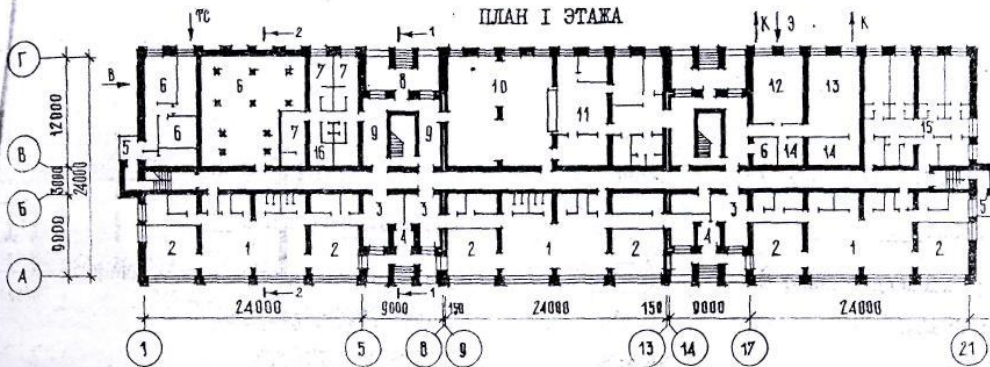 ПЛАН I ЭТАЖА
ТС 2 1 К Э К
Г
В
6 6 7 7 8 10 12 13
12000
6 7 9 9 11 15
5 16 6 14 14
В
3000
24000
Б
3 3 3 5
9000
2 1 2 4 2 1 2 4 2 1 2
А
2 1
24000 9000 150 24000 150 9000 24000
1 5 8 9 13 14 17 21